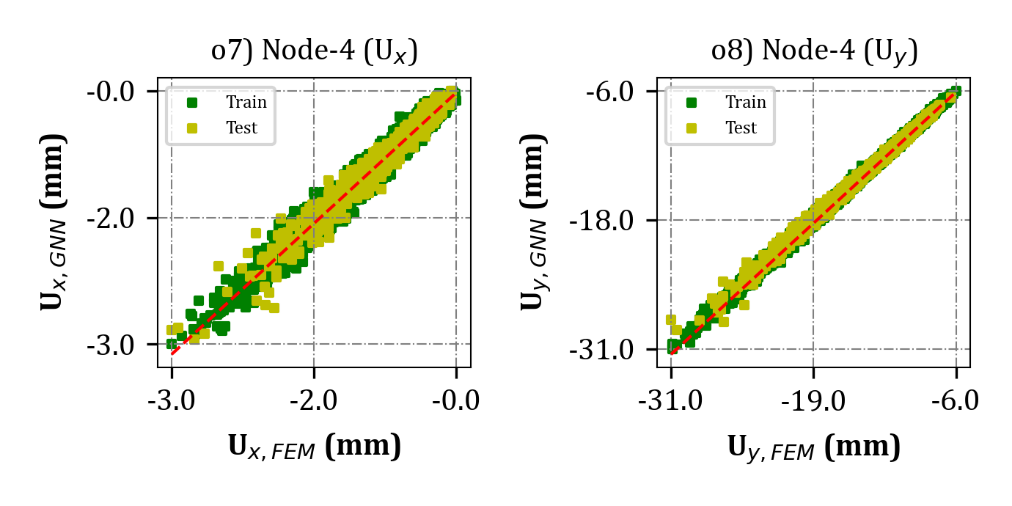 o7) Node-4 (Ux)
-0.0
-2.0
-3.0
Train
Test
Ux, GNN (mm)
-3.0 -2.0 -0.0
Ux, FEM (mm)
o8) Node-4 (Uy)
-6.0
-18.0
-31.0
Train
Test
Uy, GNN (mm)
-31.0 -19.0 -6.0
Uy, FEM (mm)